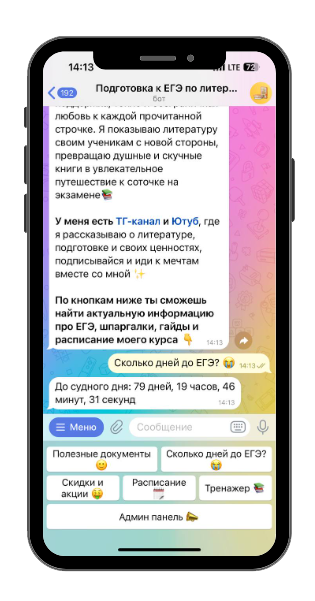 14:13
LTE 72
192
Подготовка к ЕГЭ по литер...
бот
любовь к каждой прочитанной
строчке. Я показываю литературу
своим ученикам с новой стороны,
превращаю душные и скучные
книги в увлекательное
путешествие к соточке на
экзамене📚
У меня есть ТГ-канал и Ютуб, где
я рассказываю о литературе,
подготовке и своих ценностях,
подписывайся и иди к мечтам
вместе со мной ✨
По кнопкам ниже ты сможешь
найти актуальную информацию
про ЕГЭ, шпаргалки, гайды и
расписание моего курса 👇 14:13
Сколько дней до ЕГЭ? 😭 14:13
До судного дня: 79 дней, 19 часов, 46
минут, 31 секунд
14:13
Меню
Сообщение
Полезные документы
😊
Сколько дней до ЕГЭ?
😭
Скидки и
акции 🤑
Расписание
🗓️
Тренажер 📚
Админ панель 📣